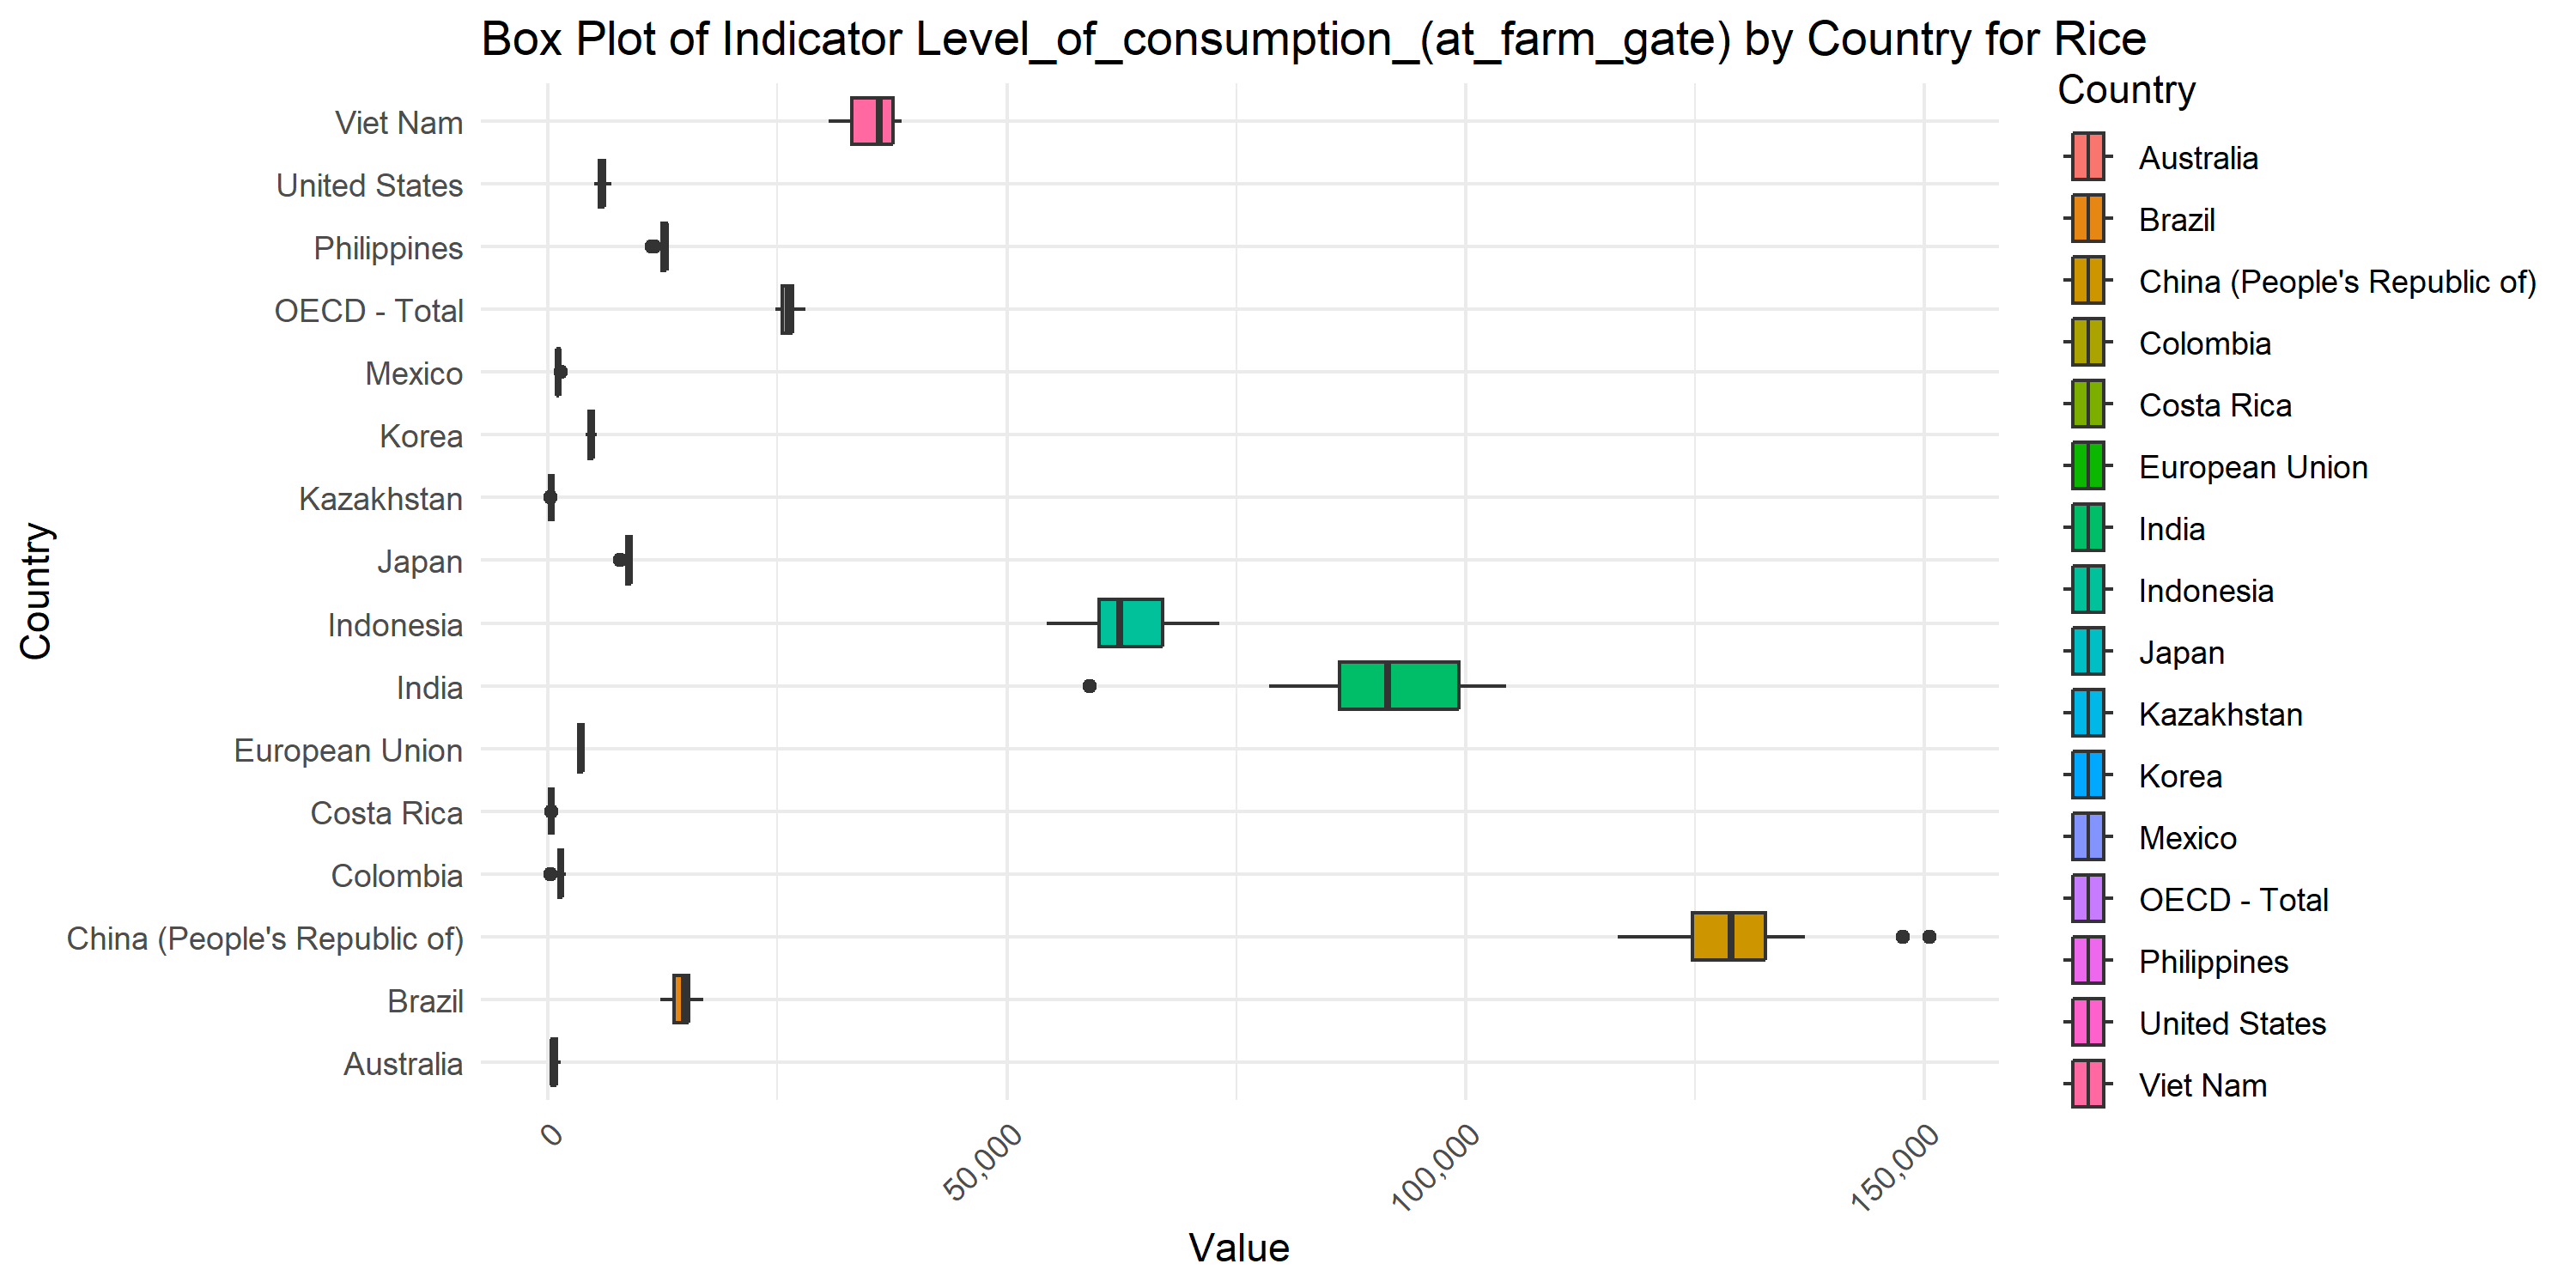 Box Plot of Indicator Level_of_consumption_(at_farm_gate) by Country for Rice
Country
Viet Nam
United States
Philippines
OECD - Total
Mexico
Korea
Kazakhstan
Japan
Indonesia
India
European Union
Costa Rica
Colombia
China (People's Republic of)
Brazil
Australia
0
50,000
100,000
150,000
Value
Country
Australia
Brazil
China (People's Republic of)
Colombia
Costa Rica
European Union
India
Indonesia
Japan
Kazakhstan
Korea
Mexico
OECD - Total
Philippines
United States
Viet Nam